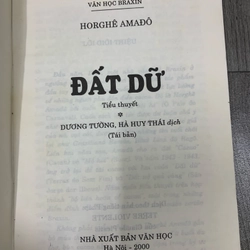 VĂN HỌC BRAXIN
HORGHÊ AMAĐÔ
ĐẤT DỮ
Tiểu thuyết
*
DƯƠNG TƯỜNG, HÀ HUY THÁI dịch
(Tái bản)
NHÀ XUẤT BẢN VĂN HỌC
Hà Nội - 2000